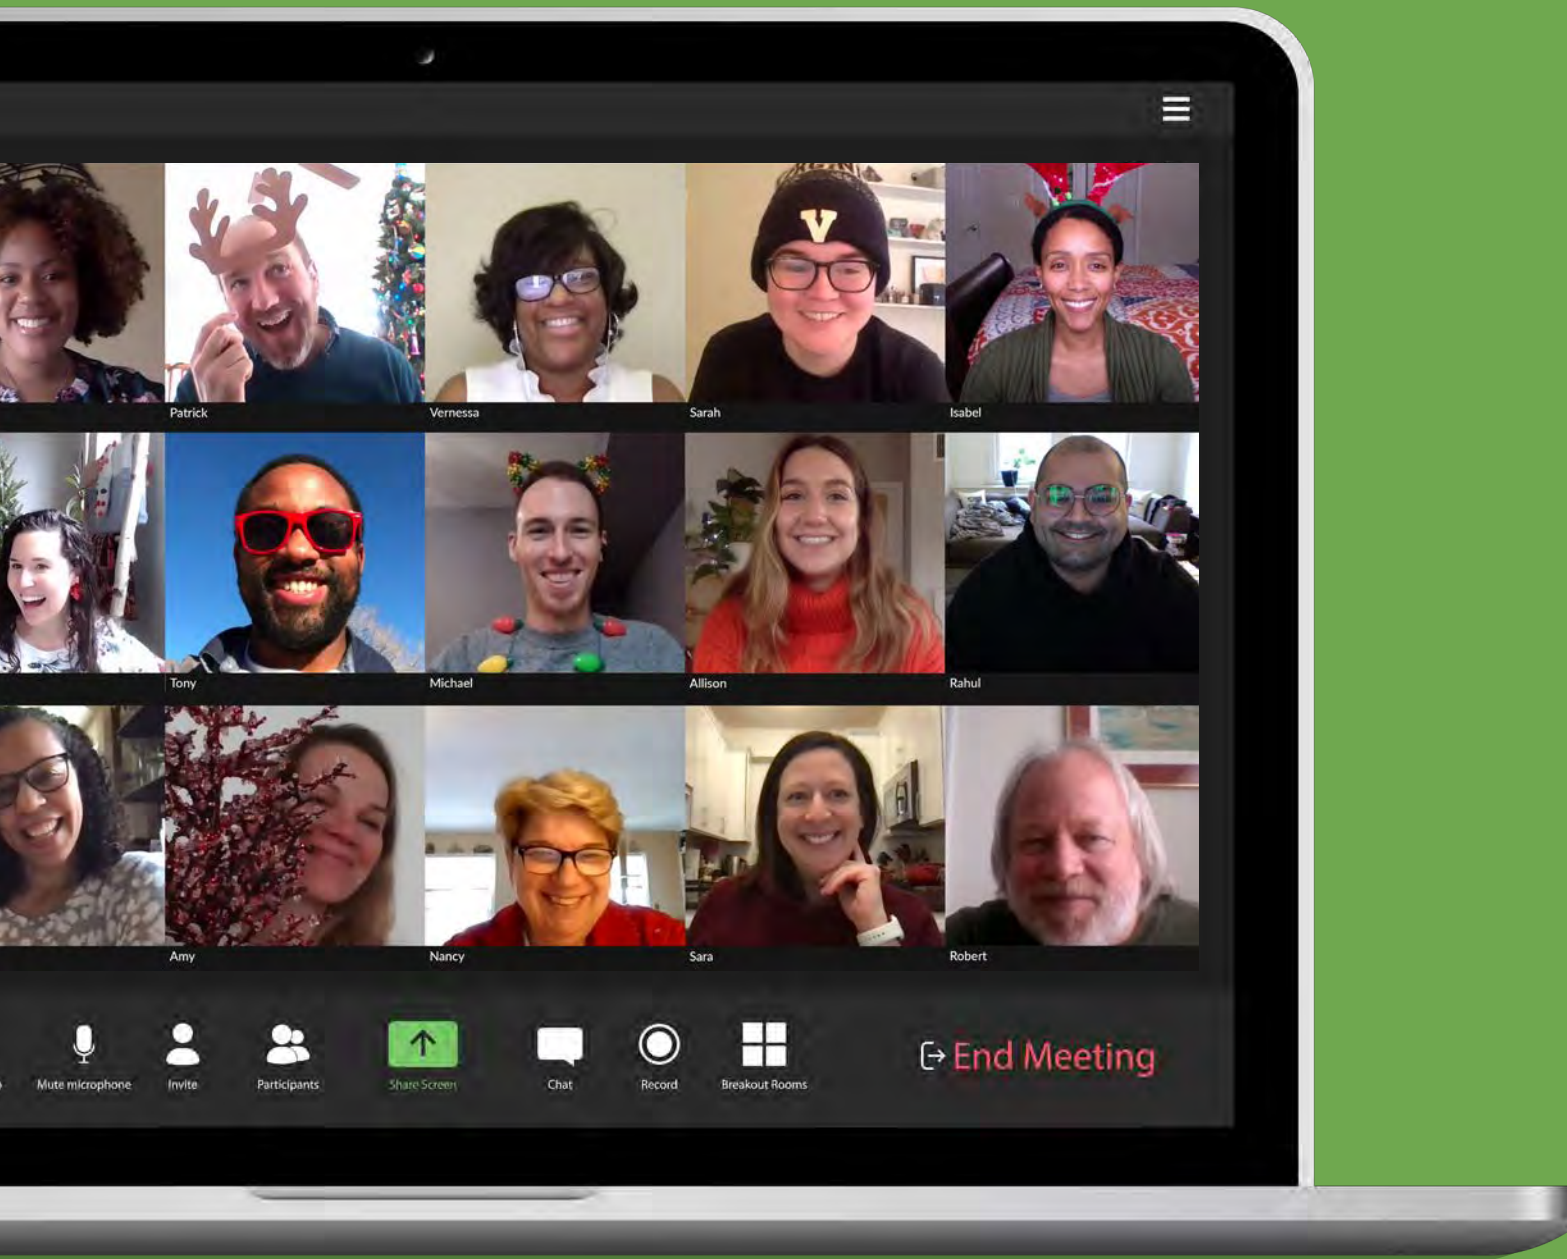 V
Patrick
Vernessa
Sarah
Isabel
Tony
Michael
Allison
Rahul
Amy
Nancy
Sara
Robert
Mute microphone
Invite
Participants
Share Screen
Chat
Record
Breakout Rooms
End Meeting